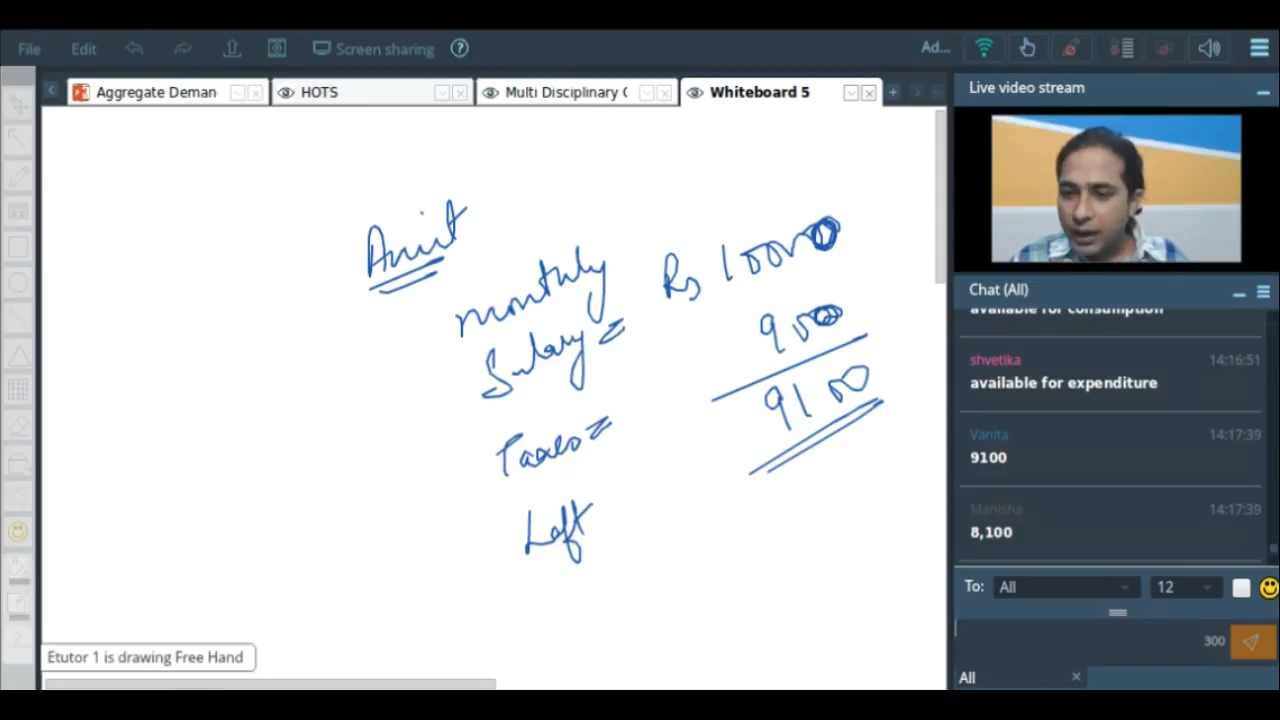 File Edit Screen sharing ? Ad...
Aggregate Deman HOTS Multi Disciplinary C Whiteboard 5
Amit
monthly Rs 10000
Salary = 900
9100
Taxes =
Left
Etutor 1 is drawing Free Hand
Live video stream
Chat (All)
available for consumption
shvetika 14:16:51
available for expenditure
Vanita 14:17:39
9100
Manisha 14:17:39
8,100
To: All 12
300
All